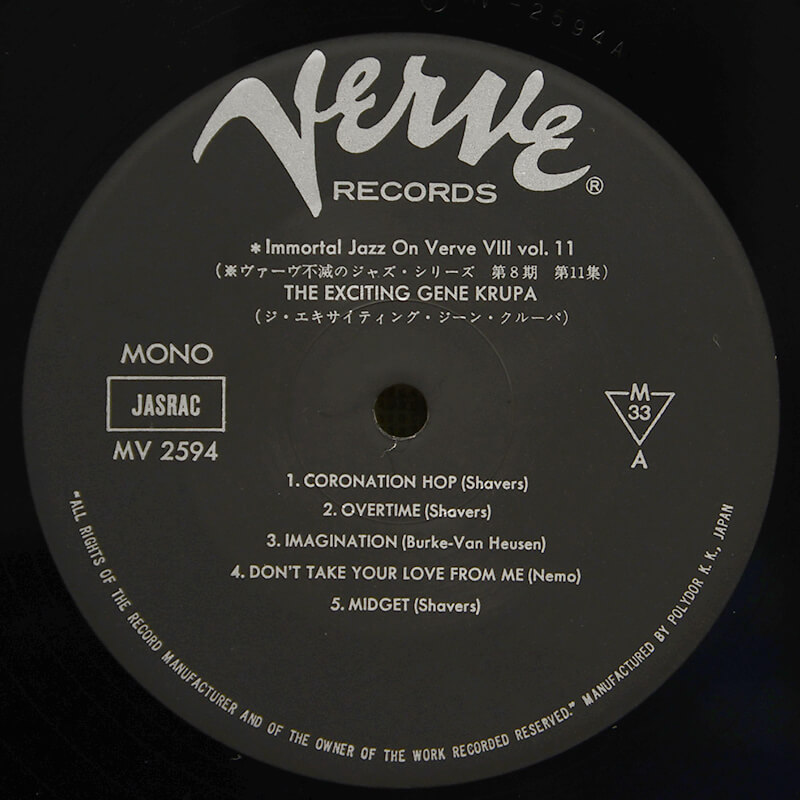 Verve
RECORDS®
*Immortal Jazz On Verve VIII vol. 11
(※ヴァーヴ不滅のジャズ・シリーズ 第8期 第11集)
THE EXCITING GENE KRUPA
(ジ・エキサイティング・ジーン・クルーパ)
MONO
JASRAC
MV 2594
M
33
A
1. CORONATION HOP (Shavers)
2. OVERTIME (Shavers)
3. IMAGINATION (Burke-Van Heusen)
4. DON'T TAKE YOUR LOVE FROM ME (Nemo)
5. MIDGET (Shavers)
"ALL RIGHTS OF THE RECORD MANUFACTURER AND OF THE OWNER OF THE WORK RECORDED RESERVED." MANUFACTURED BY POLYDOR K. K., JAPAN